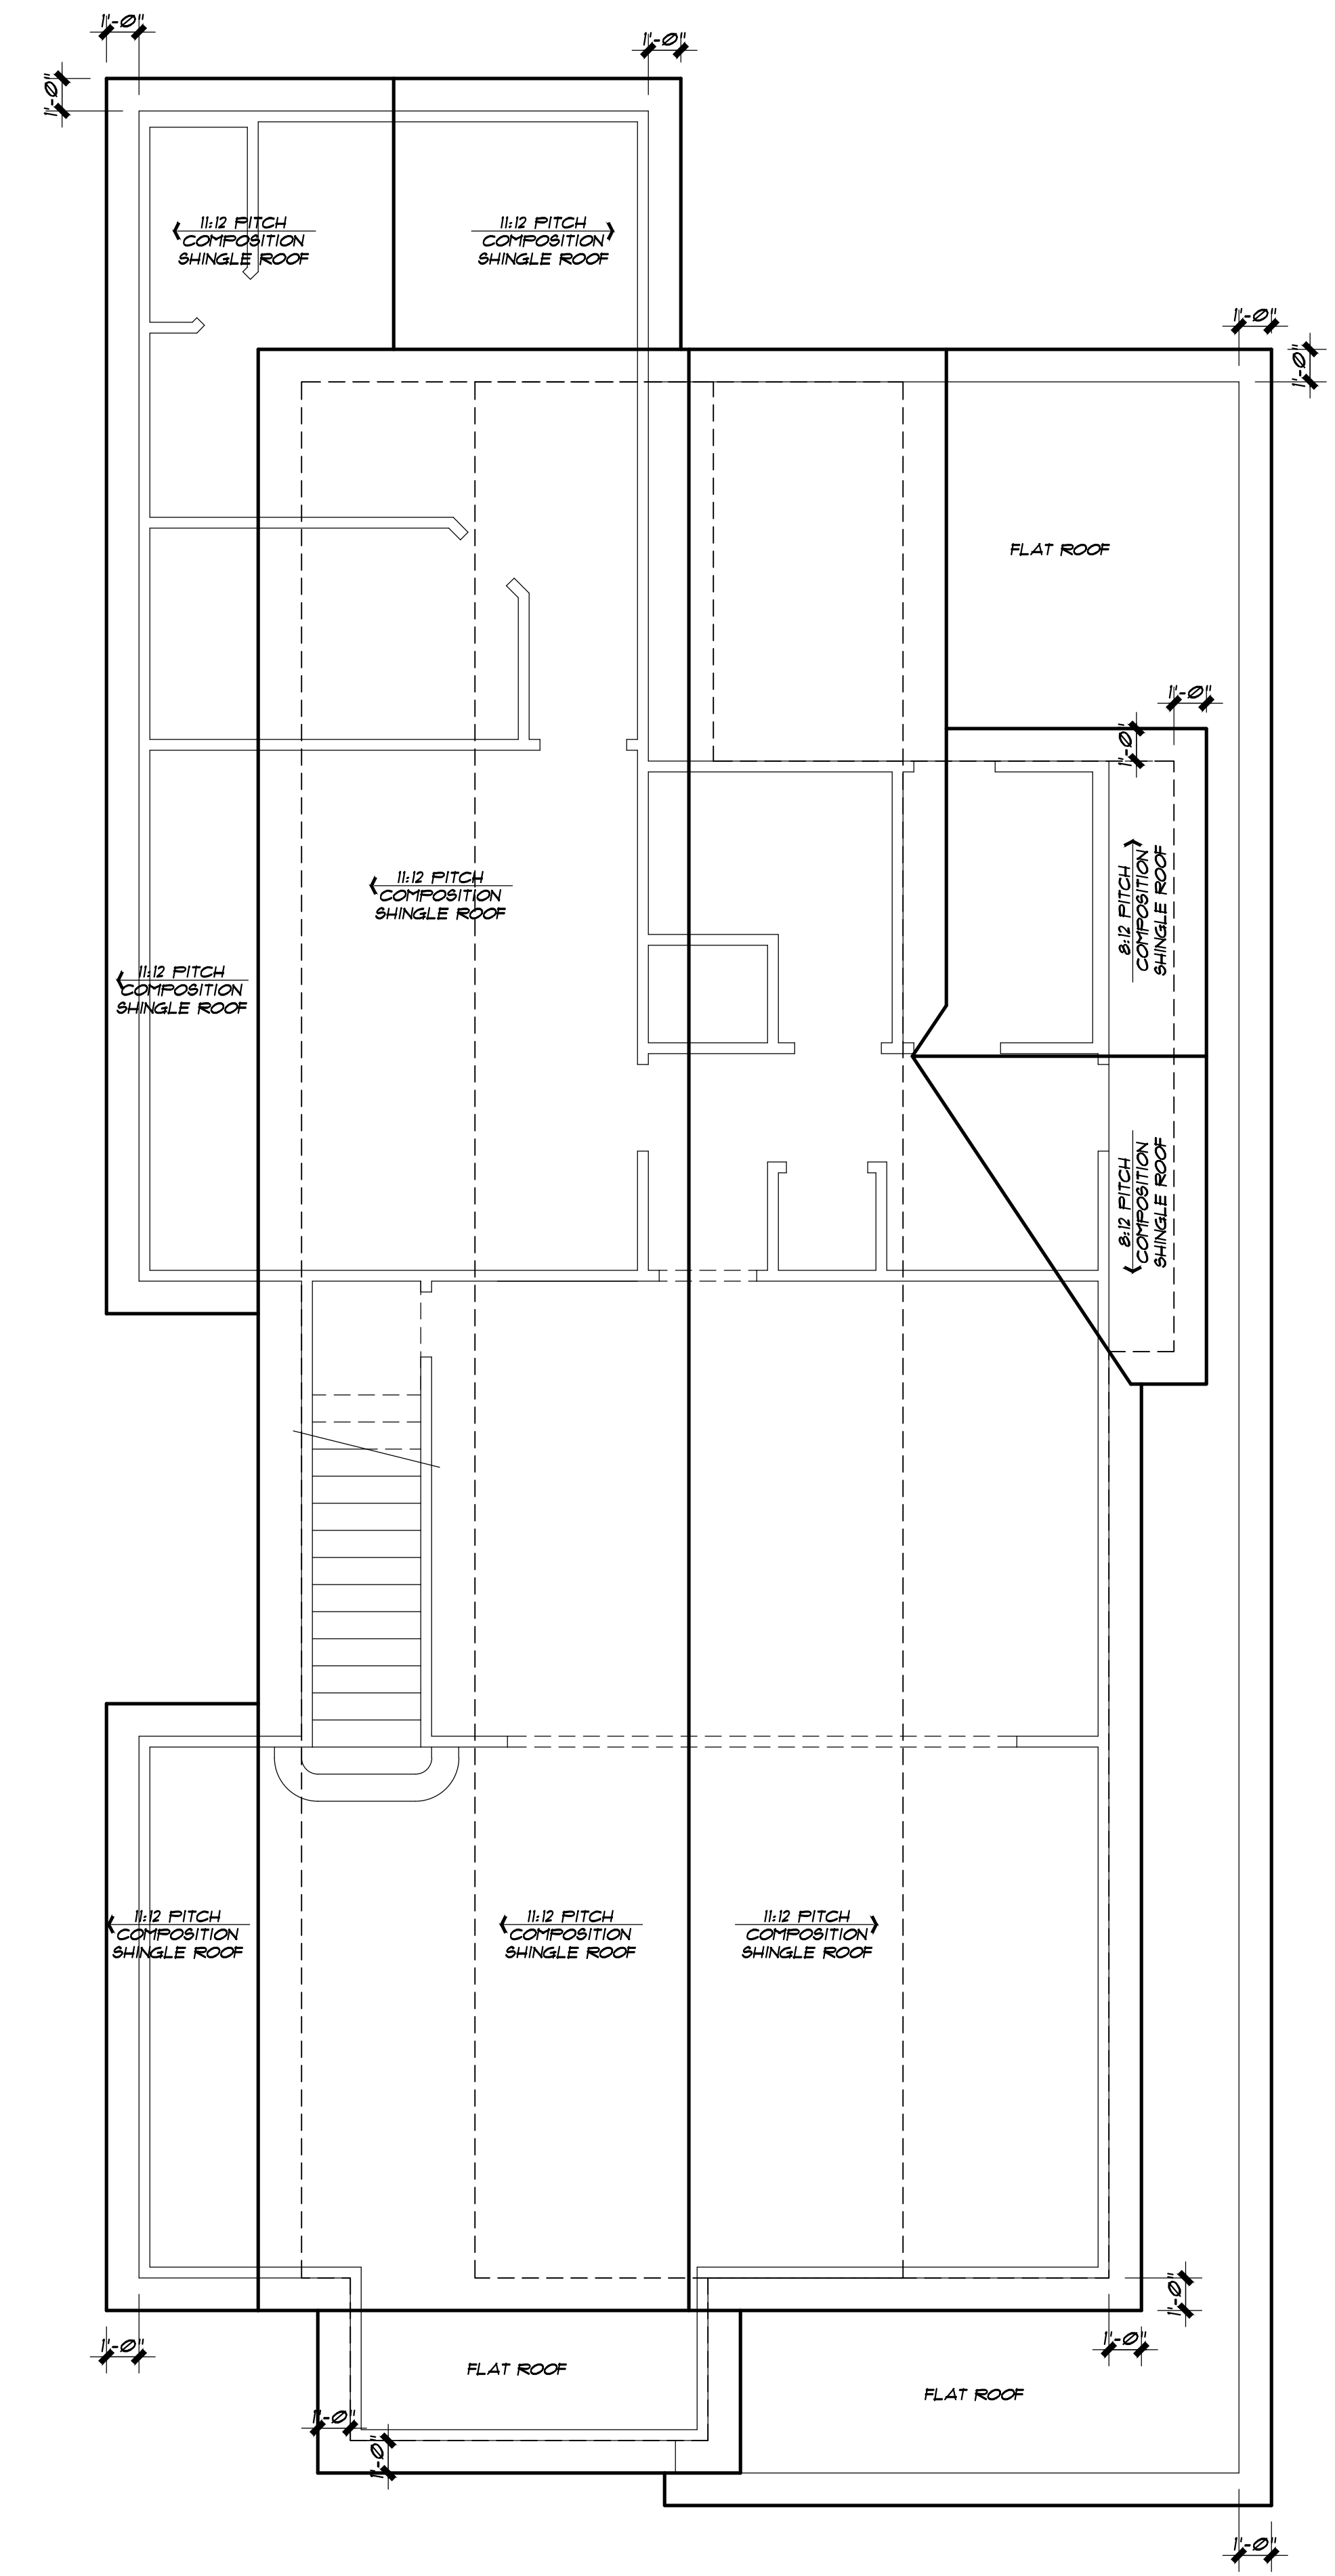 1'-0"
1'-0"
1'-0"
11:12 PITCH
COMPOSITION
SHINGLE ROOF
11:12 PITCH
COMPOSITION
SHINGLE ROOF
1'-0"
1'-0"
FLAT ROOF
1'-0"
1'-0"
8:12 PITCH
COMPOSITION
SHINGLE ROOF
11:12 PITCH
COMPOSITION
SHINGLE ROOF
11:12 PITCH
COMPOSITION
SHINGLE ROOF
8:12 PITCH
COMPOSITION
SHINGLE ROOF
11:12 PITCH
COMPOSITION
SHINGLE ROOF
11:12 PITCH
COMPOSITION
SHINGLE ROOF
11:12 PITCH
COMPOSITION
SHINGLE ROOF
1'-0"
1'-0"
1'-0"
FLAT ROOF
FLAT ROOF
1'-0"
1'-0"
1'-0"